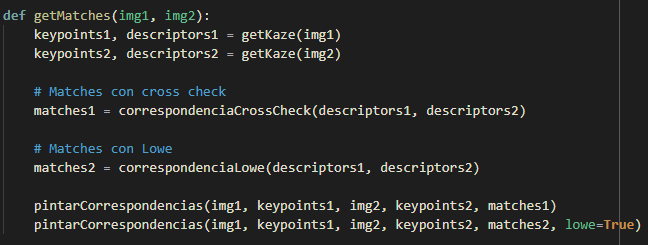 def getMatches(img1, img2):
    keypoints1, descriptors1 = getKaze(img1)
    keypoints2, descriptors2 = getKaze(img2)
    # Matches con cross check
    matches1 = correspondenciaCrossCheck(descriptors1, descriptors2)
    # Matches con Lowe
    matches2 = correspondenciaLowe(descriptors1, descriptors2)
    pintarCorrespondencias(img1, keypoints1, img2, keypoints2, matches1)
    pintarCorrespondencias(img1, keypoints1, img2, keypoints2, matches2, lowe=True)